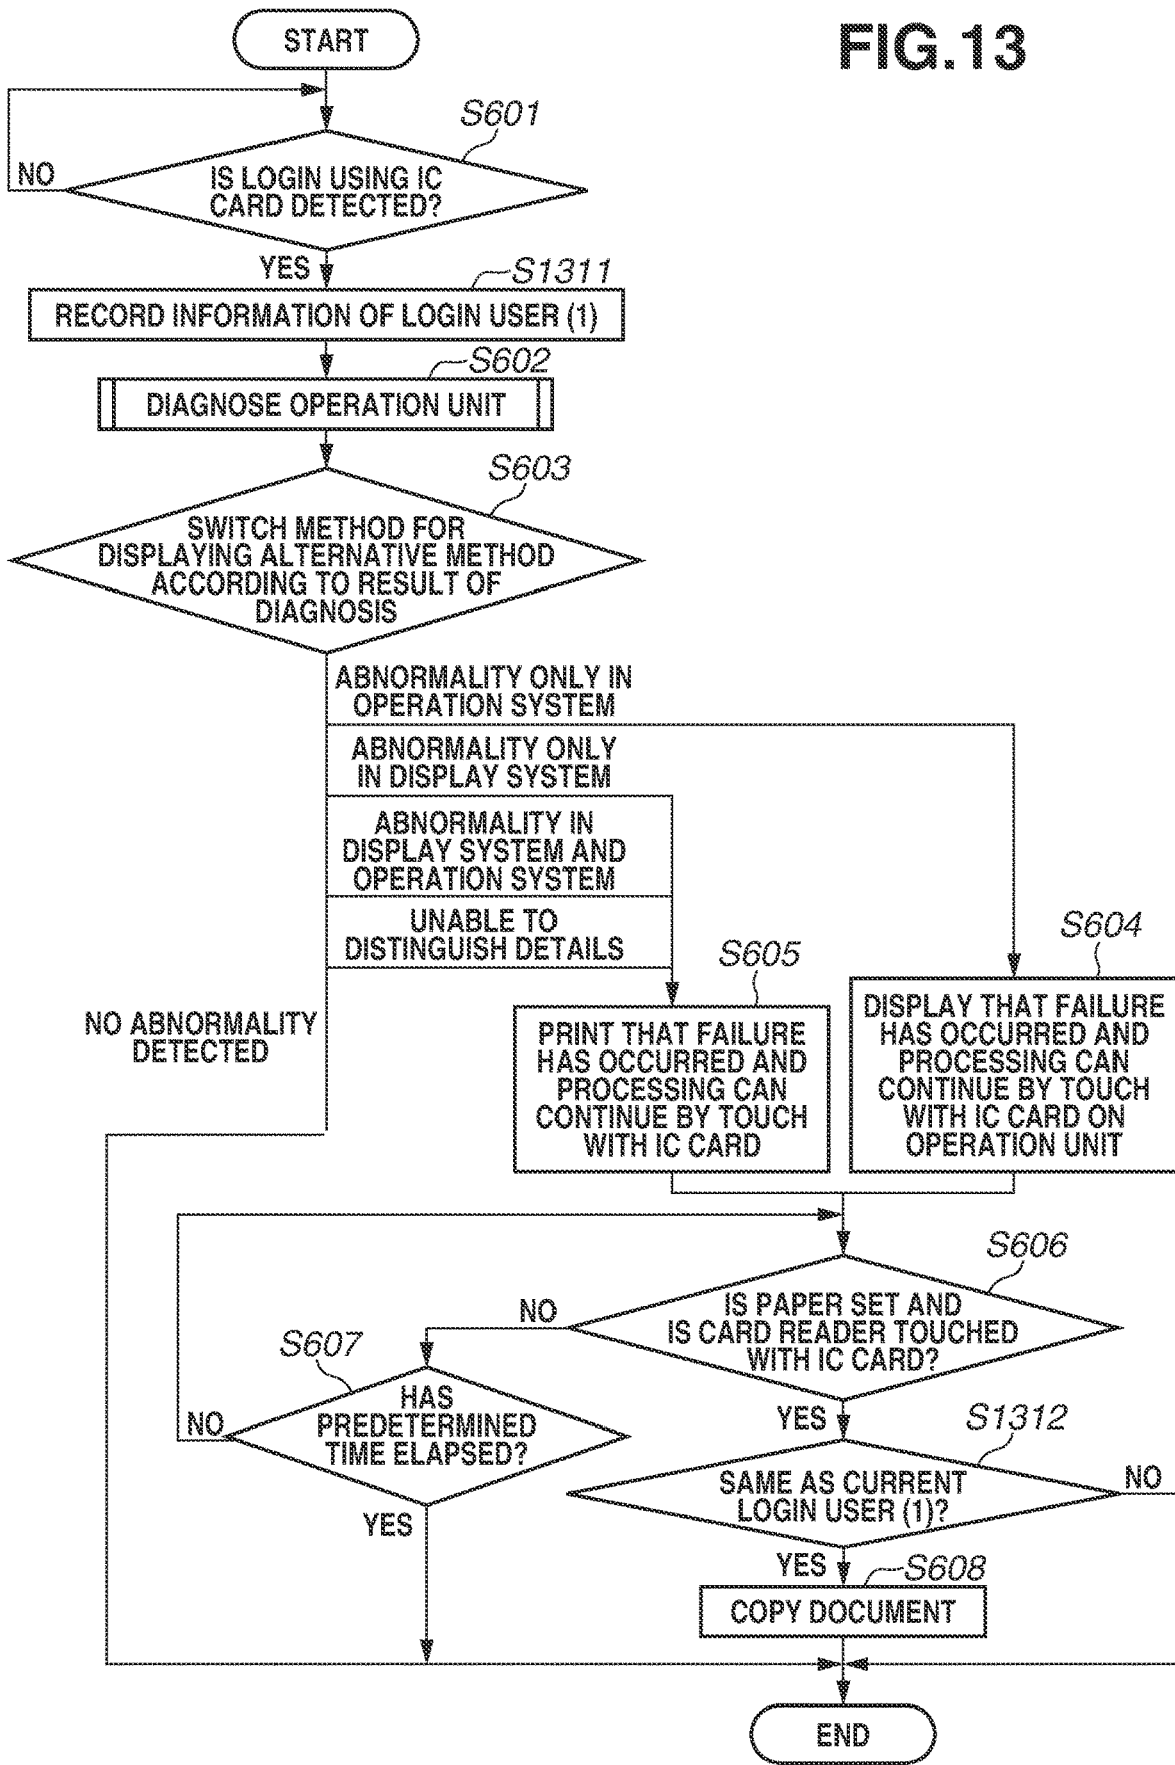 START
FIG.13
S601
NO
IS LOGIN USING IC
CARD DETECTED?
YES
S1311
RECORD INFORMATION OF LOGIN USER (1)
S602
DIAGNOSE OPERATION UNIT
S603
SWITCH METHOD FOR
DISPLAYING ALTERNATIVE METHOD
ACCORDING TO RESULT OF
DIAGNOSIS
ABNORMALITY ONLY IN
OPERATION SYSTEM
ABNORMALITY ONLY
IN DISPLAY SYSTEM
ABNORMALITY IN
DISPLAY SYSTEM AND
OPERATION SYSTEM
UNABLE TO
DISTINGUISH DETAILS
NO ABNORMALITY
DETECTED
S605
PRINT THAT FAILURE
HAS OCCURRED AND
PROCESSING CAN
CONTINUE BY TOUCH
WITH IC CARD
S604
DISPLAY THAT FAILURE
HAS OCCURRED AND
PROCESSING CAN
CONTINUE BY TOUCH
WITH IC CARD ON
OPERATION UNIT
S606
IS PAPER SET AND
IS CARD READER TOUCHED
WITH IC CARD?
NO
S607
HAS
PREDETERMINED
TIME ELAPSED?
NO
YES
YES
S1312
SAME AS CURRENT
LOGIN USER (1)?
NO
YES
S608
COPY DOCUMENT
END